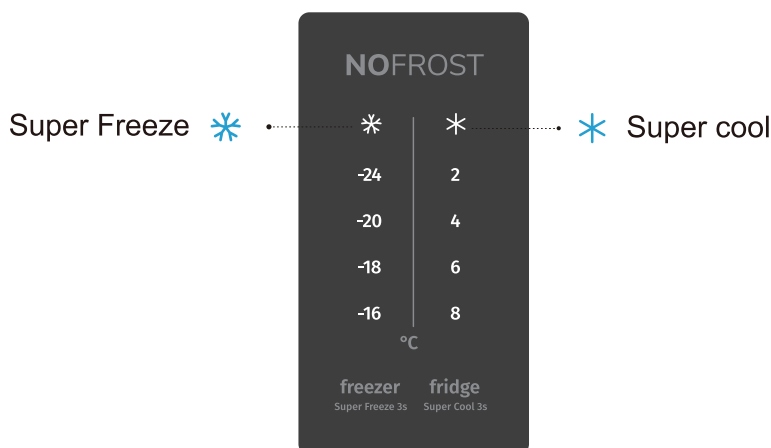 NOFROST
Super Freeze
Super cool
-24 2
-20 4
-18 6
-16 8
°C
freezer fridge
Super Freeze 3s Super Cool 3s